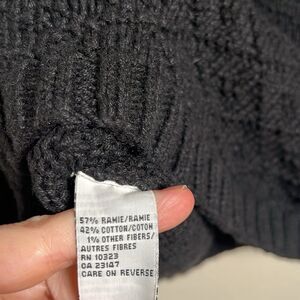 57% RAMIE/RAMIE
42% COTTON/COTON
1% OTHER FIBERS/
AUTRES FIBRES
RN 10323
CA 23147
CARE ON REVERSE